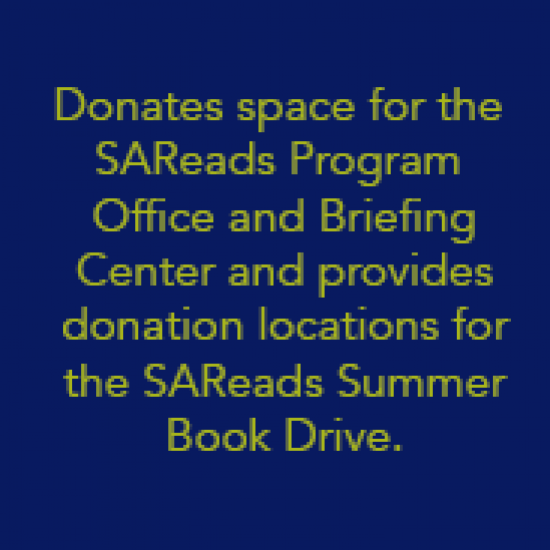 Donates space for the
SAReads Program
Office and Briefing
Center and provides
donation locations for
the SAReads Summer
Book Drive.